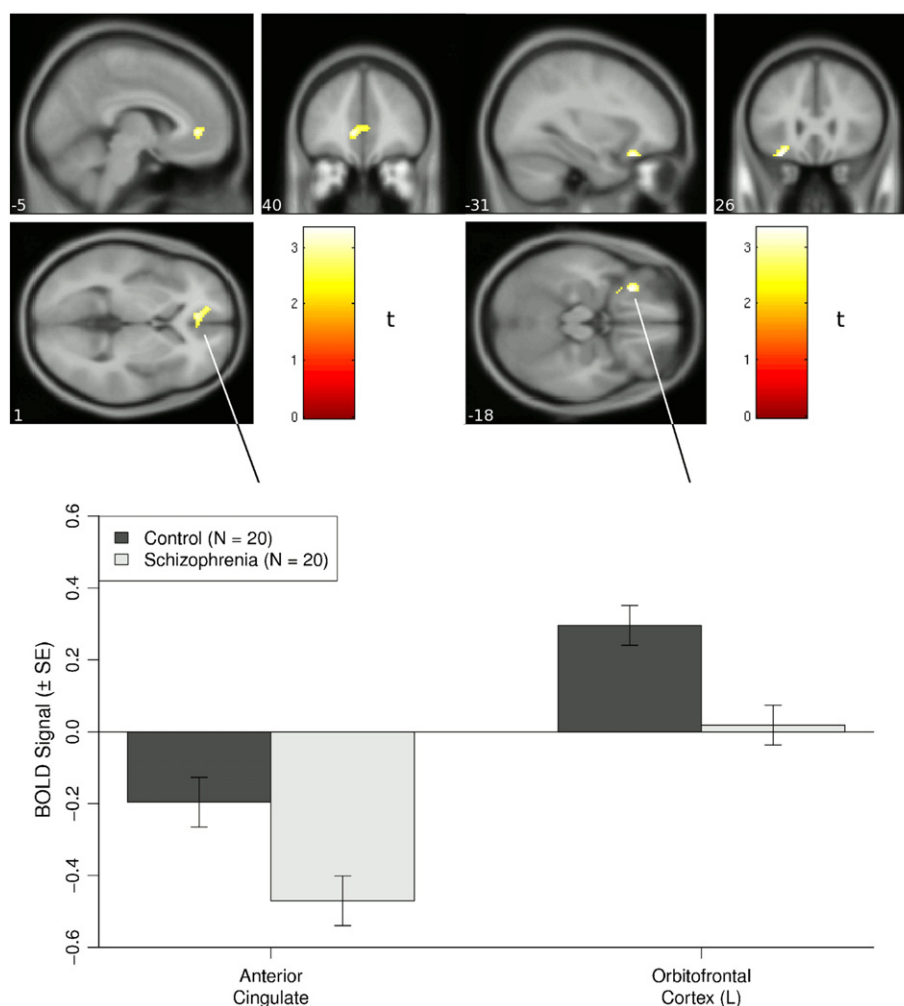 -5
40
-31
26
1
3
2
1
0
t
-18
3
2
1
0
t
Control (N = 20)
Schizophrenia (N = 20)
BOLD Signal (± SE)
0.6
0.4
0.2
0.0
−0.2
−0.4
−0.6
Anterior
Cingulate
Orbitofrontal
Cortex (L)